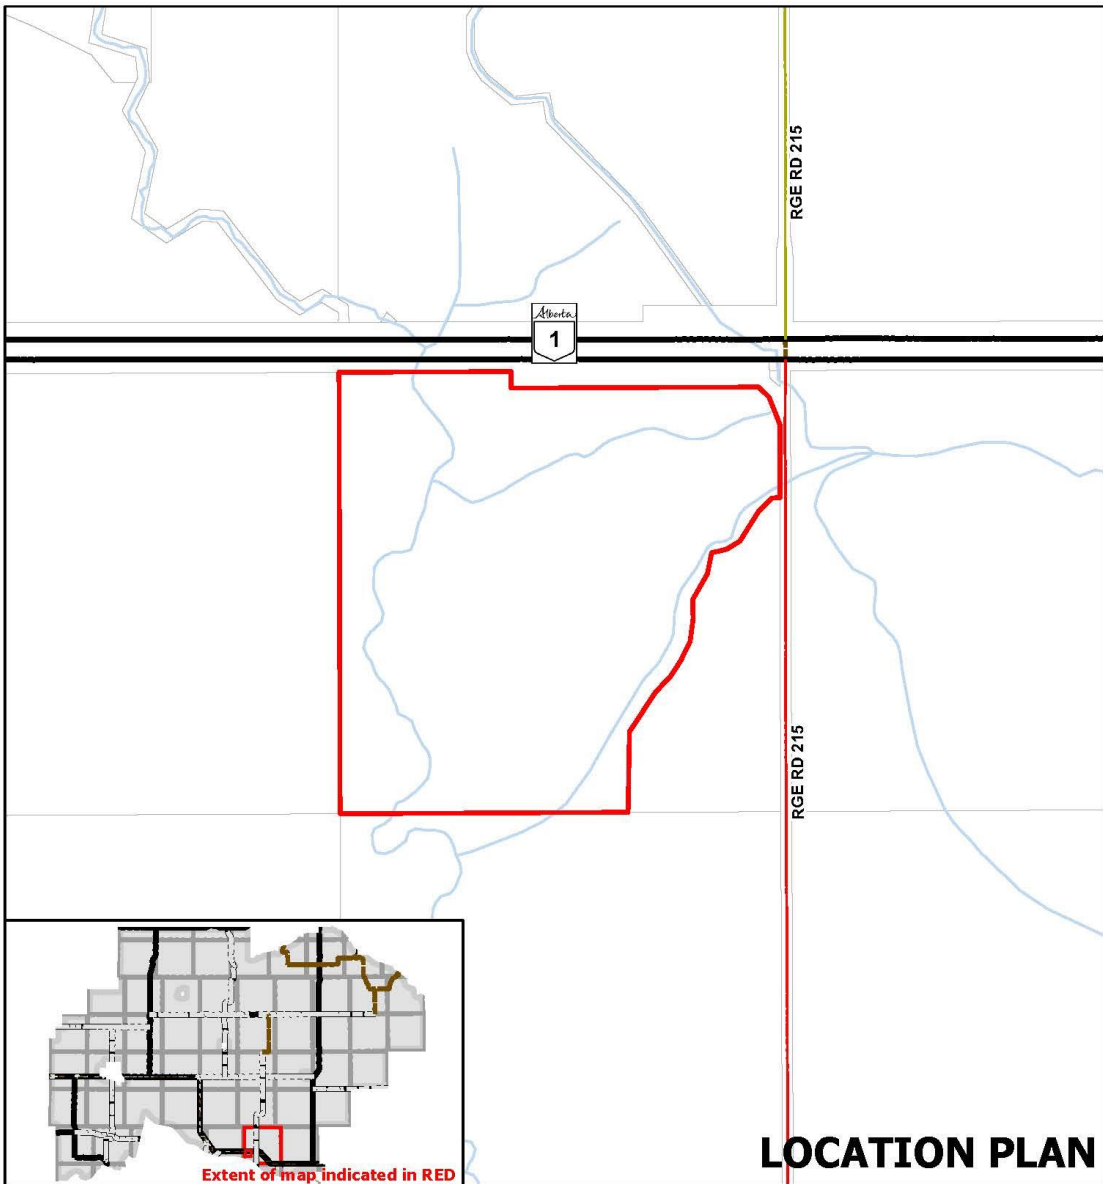 RGE RD 215
Alberta
1
RGE RD 215
Extent of map indicated in RED
LOCATION PLAN